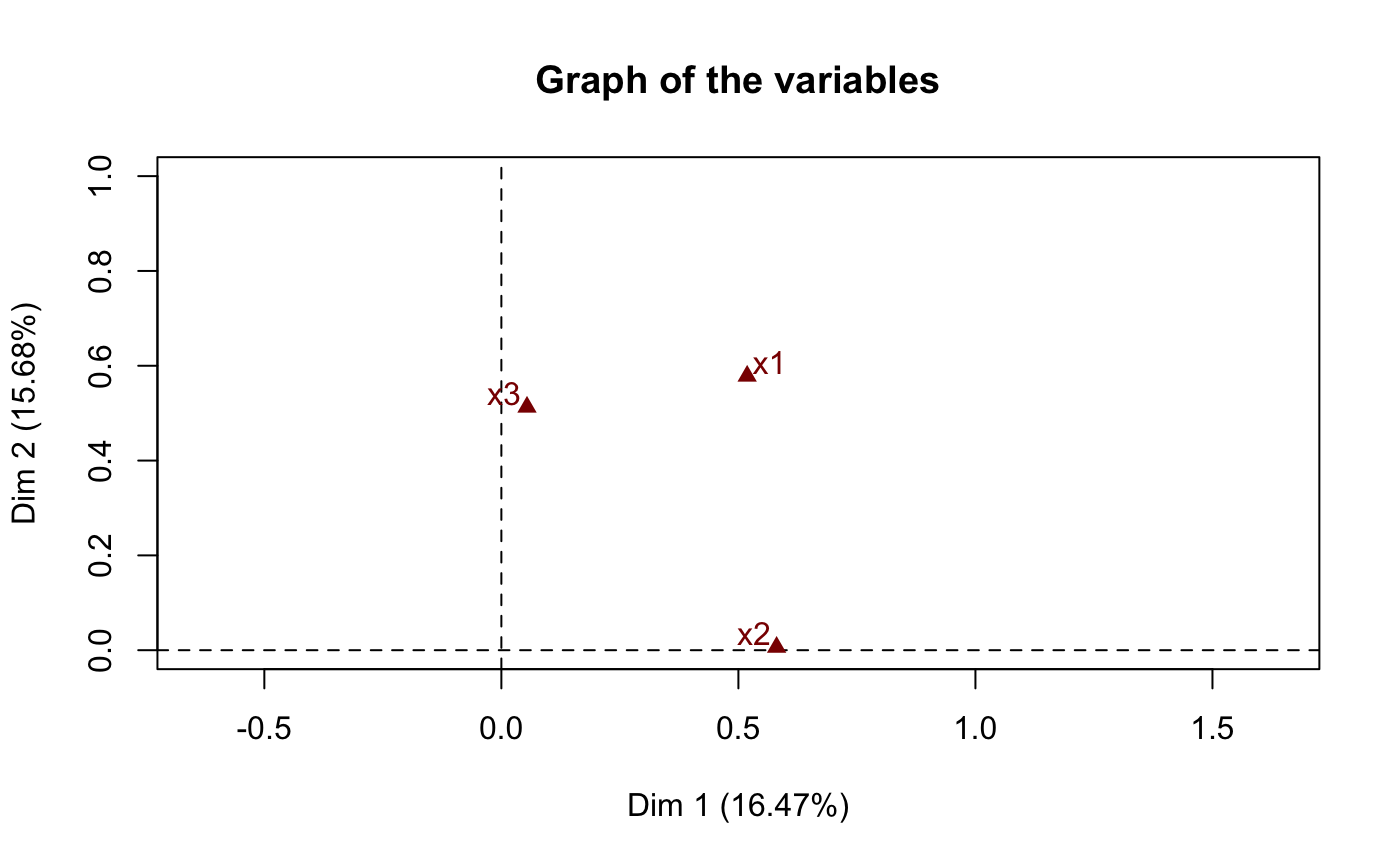 Graph of the variables
Dim 2 (15.68%)
1.0
0.8
0.6
0.4
0.2
0.0
x1
x3
x2
-0.5 0.0 0.5 1.0 1.5
Dim 1 (16.47%)